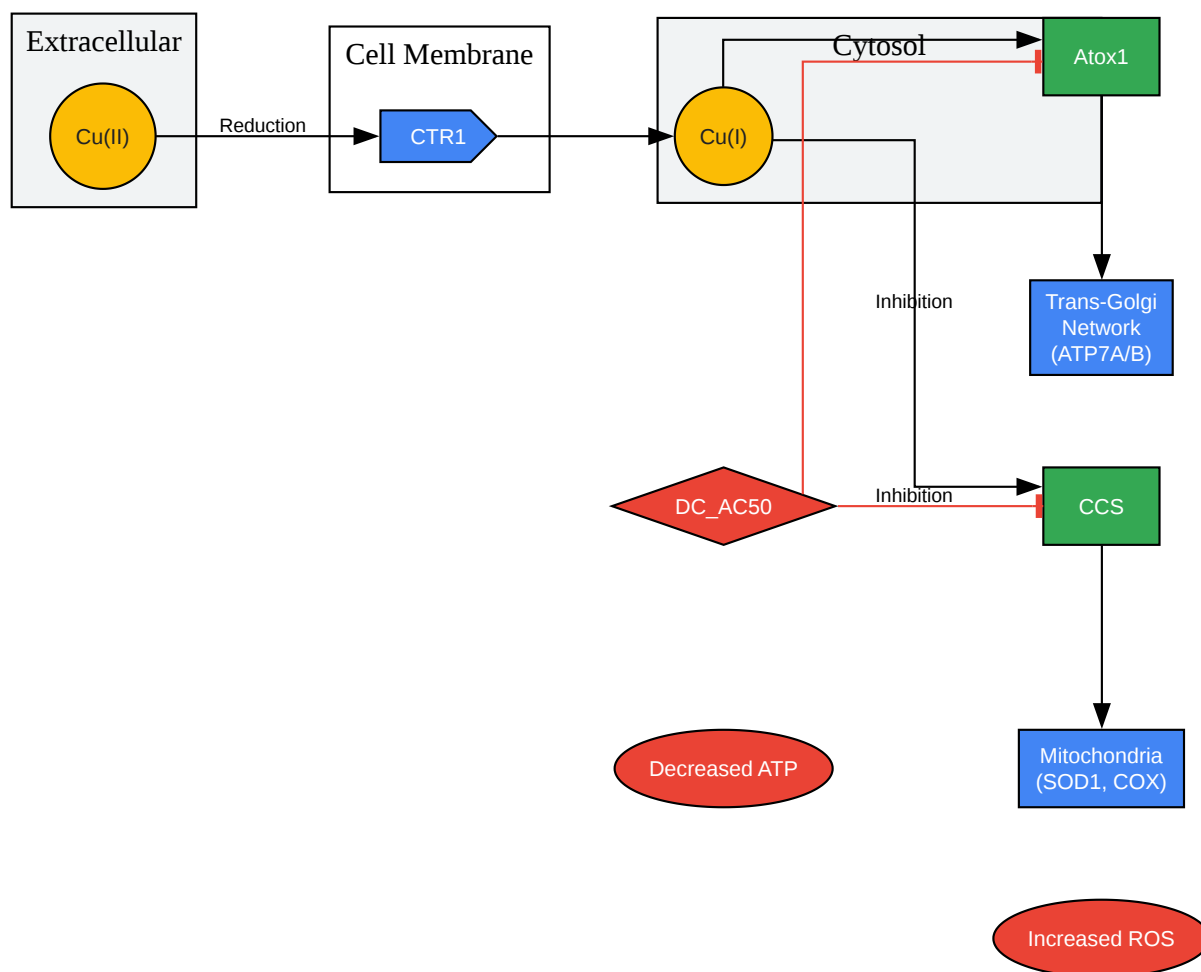 Extracellular
Cell Membrane
Cytosol
Atox1
Cu(II)
Reduction
CTR1
Cu(I)
Inhibition
Trans-Golgi
Network
(ATP7A/B)
DC_AC50
Inhibition
CCS
Decreased ATP
Mitochondria
(SOD1, COX)
Increased ROS